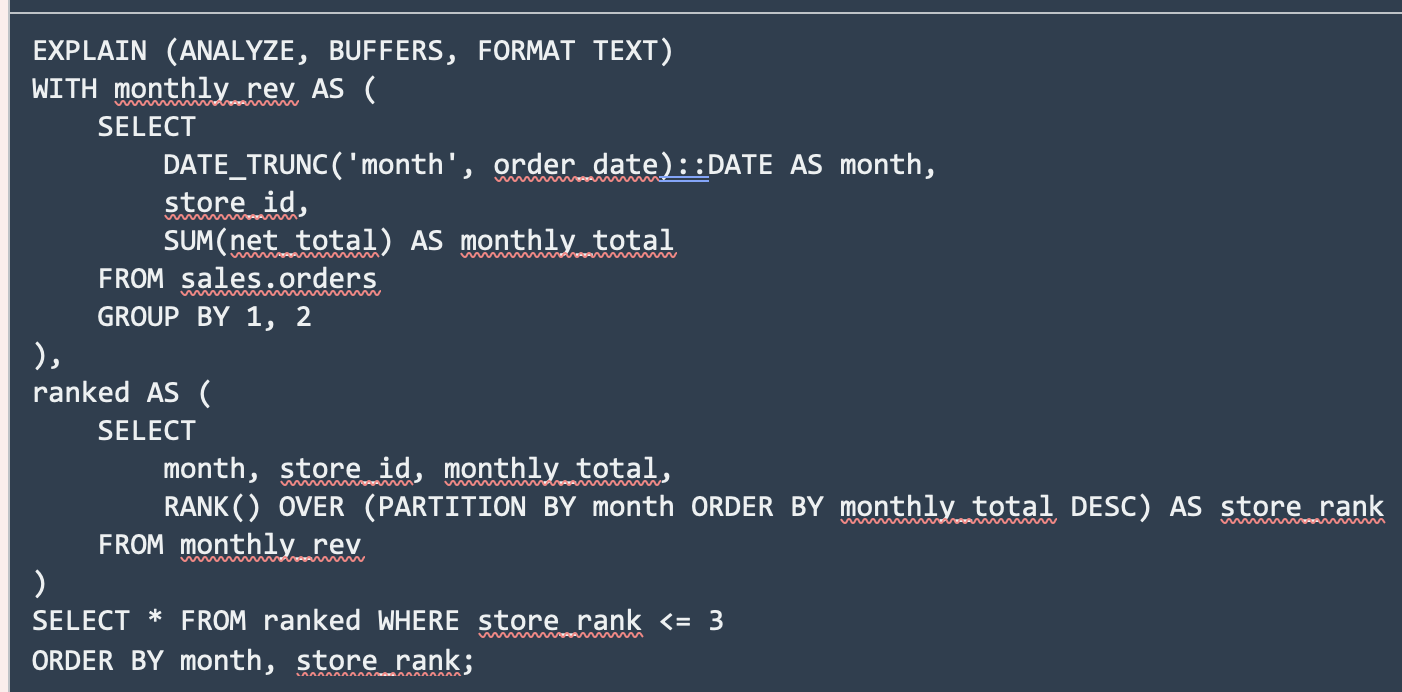 EXPLAIN (ANALYZE, BUFFERS, FORMAT TEXT)
WITH monthly_rev AS (
    SELECT
        DATE_TRUNC('month', order_date)::DATE AS month,
        store_id,
        SUM(net_total) AS monthly_total
    FROM sales.orders
    GROUP BY 1, 2
),
ranked AS (
    SELECT
        month, store_id, monthly_total,
        RANK() OVER (PARTITION BY month ORDER BY monthly_total DESC) AS store_rank
    FROM monthly_rev
)
SELECT * FROM ranked WHERE store_rank <= 3
ORDER BY month, store_rank;